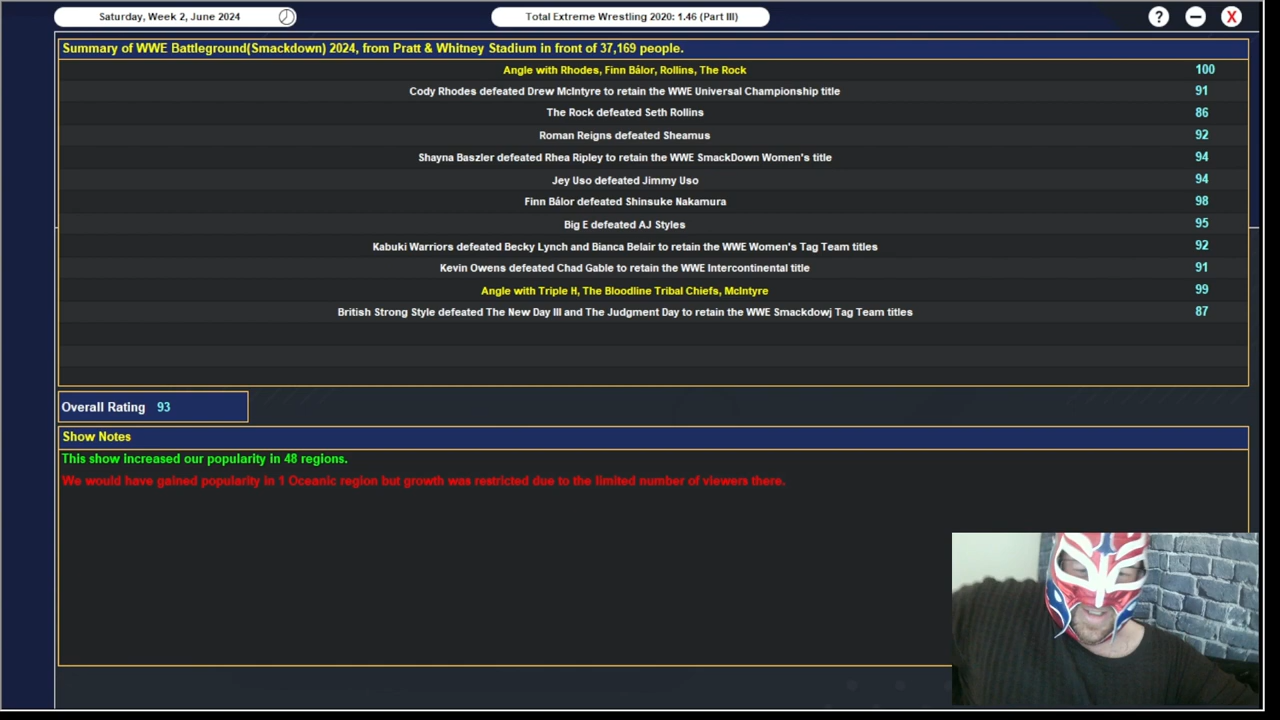 Saturday, Week 2, June 2024
Total Extreme Wrestling 2020: 1.46 (Part III)
?
X
Summary of WWE Battleground(Smackdown) 2024, from Pratt & Whitney Stadium in front of 37,169 people.
Angle with Rhodes, Finn Bálor, Rollins, The Rock 100
Cody Rhodes defeated Drew McIntyre to retain the WWE Universal Championship title 91
The Rock defeated Seth Rollins 86
Roman Reigns defeated Sheamus 92
Shayna Baszler defeated Rhea Ripley to retain the WWE SmackDown Women's title 94
Jey Uso defeated Jimmy Uso 94
Finn Bálor defeated Shinsuke Nakamura 98
Big E defeated AJ Styles 95
Kabuki Warriors defeated Becky Lynch and Bianca Belair to retain the WWE Women's Tag Team titles 92
Kevin Owens defeated Chad Gable to retain the WWE Intercontinental title 91
Angle with Triple H, The Bloodline Tribal Chiefs, McIntyre 99
British Strong Style defeated The New Day III and The Judgment Day to retain the WWE Smackdowj Tag Team titles 87
Overall Rating 93
Show Notes
This show increased our popularity in 48 regions.
We would have gained popularity in 1 Oceanic region but growth was restricted due to the limited number of viewers there.